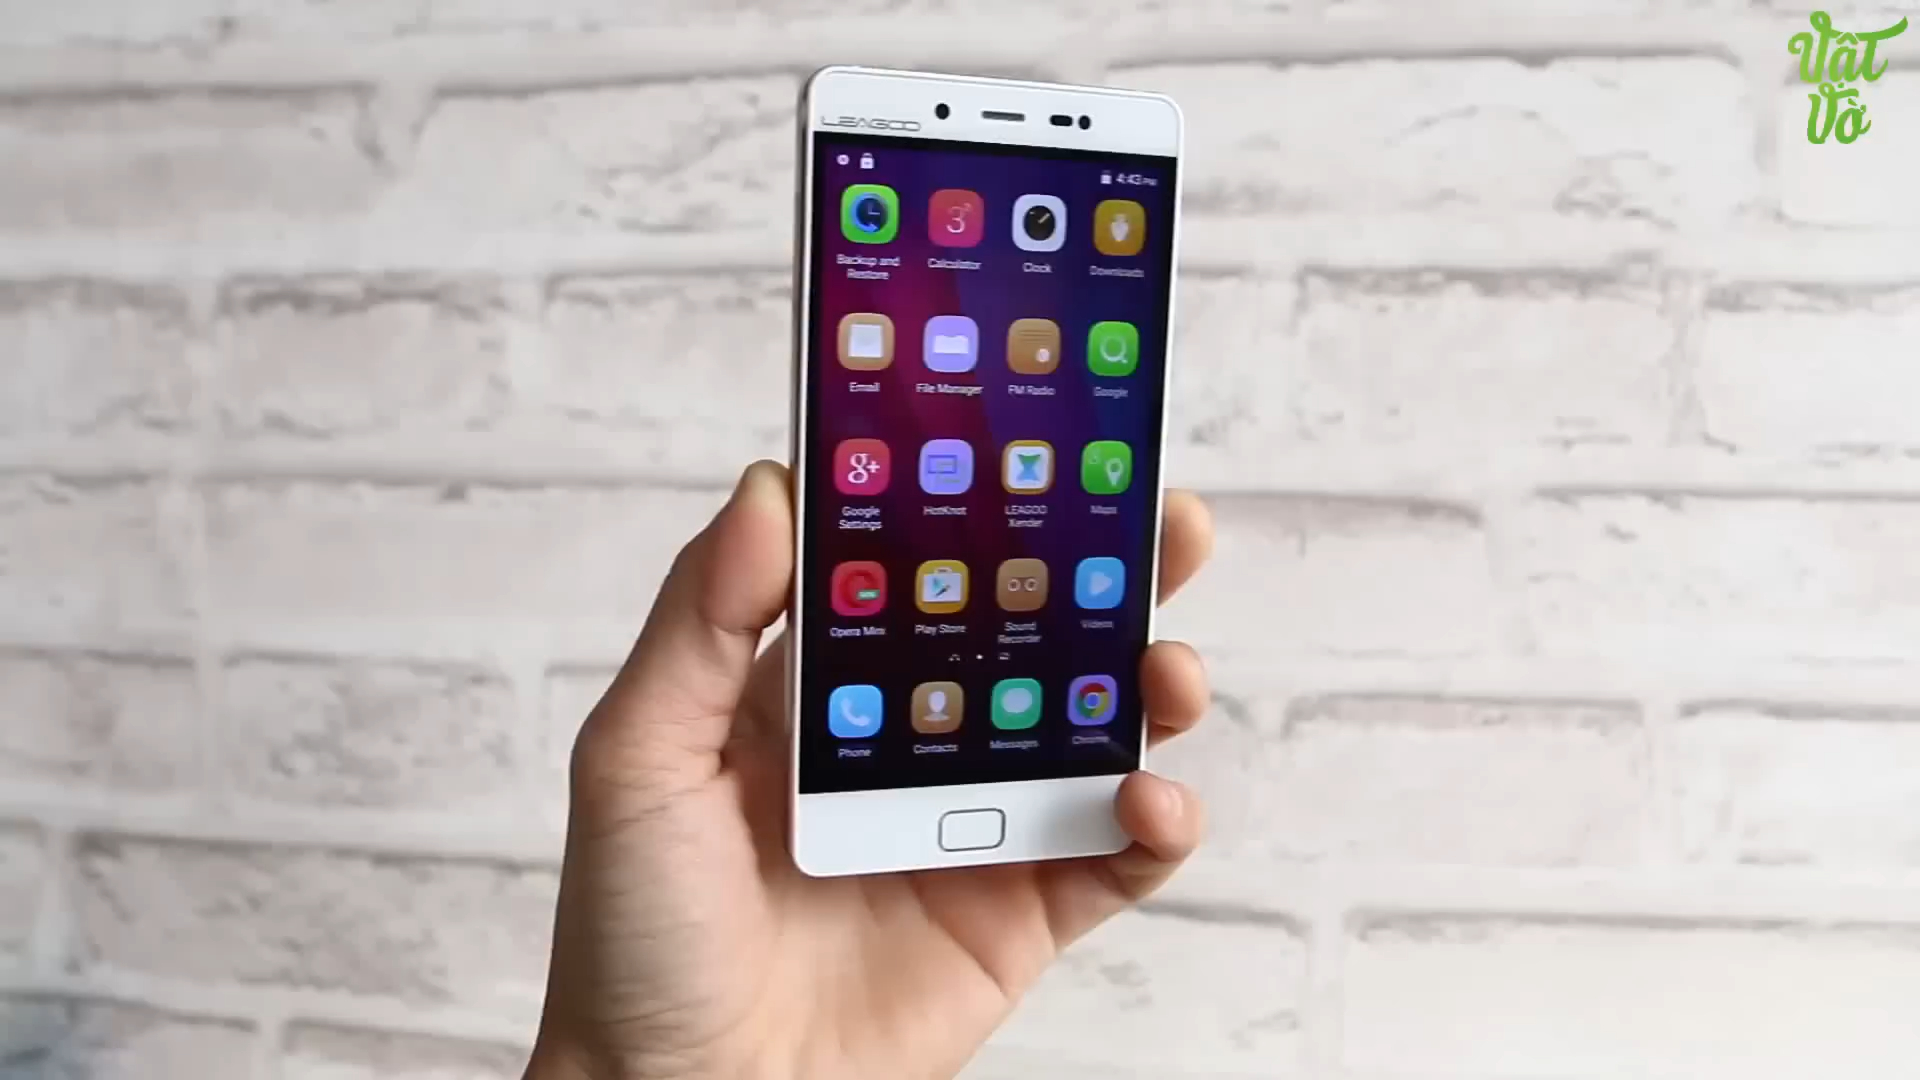 Vật
Vờ
LEAGOO
4:43 PM
Backup and
Restore
Calculator
Clock
Downloads
Email
File Manager
FM Radio
Google
Google
Settings
HotKnot
LEAGOO
Xender
Maps
Opera Mini
Play Store
Sound
Recorder
Videos
Phone
Contacts
Messages
Chrome